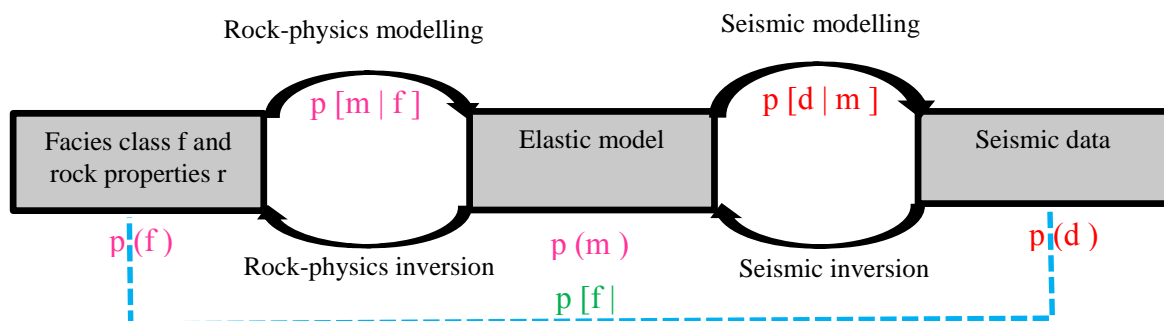 Rock-physics modelling
Seismic modelling
p [m | f ]
p [d | m ]
Facies class f and
rock properties r
Elastic model
Seismic data
p (f )
p (m )
p (d )
Rock-physics inversion
Seismic inversion
p [f |